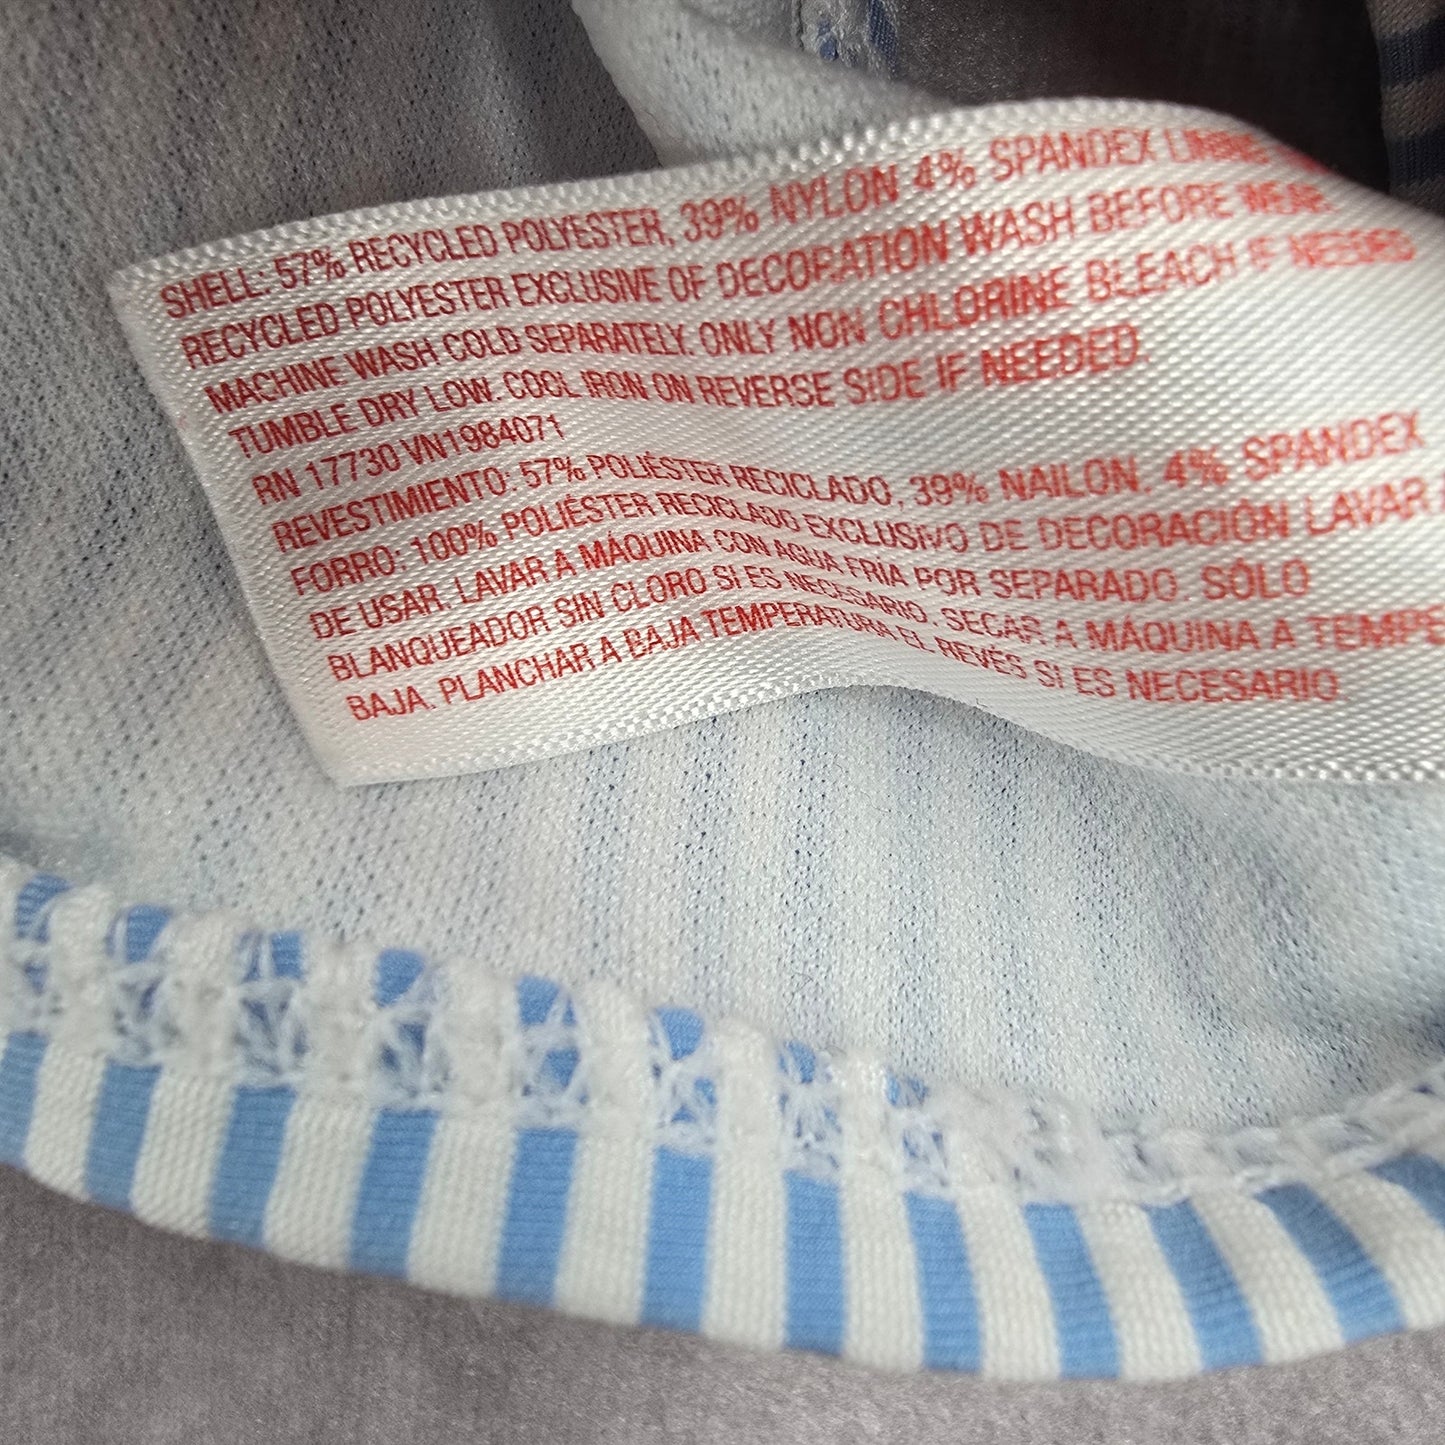 SHELL: 57% RECYCLED POLYESTER, 39% NYLON 4% SPANDEX
RECYCLED POLYESTER EXCLUSIVE OF DECORATION WASH BEFORE WEAR.
MACHINE WASH COLD SEPARATELY. ONLY NON CHLORINE BLEACH IF NEEDED
TUMBLE DRY LOW. COOL IRON ON REVERSE SIDE IF NEEDED.
RN 17730 VN1984071
REVESTIMIENTO: 57% POLIÉSTER RECICLADO, 39% NAILON, 4% SPANDEX
FORRO: 100% POLIÉSTER RECICLADO EXCLUSIVO DE DECORACIÓN LAVAR
DE USAR. LAVAR A MÁQUINA CON AGUA FRÍA POR SEPARADO. SÓLO
BLANQUEADOR SIN CLORO SI ES NECESARIO. SECAR A MÁQUINA A TEMPE
BAJA. PLANCHAR A BAJA TEMPERATURA EL REVÉS SI ES NECESARIO.